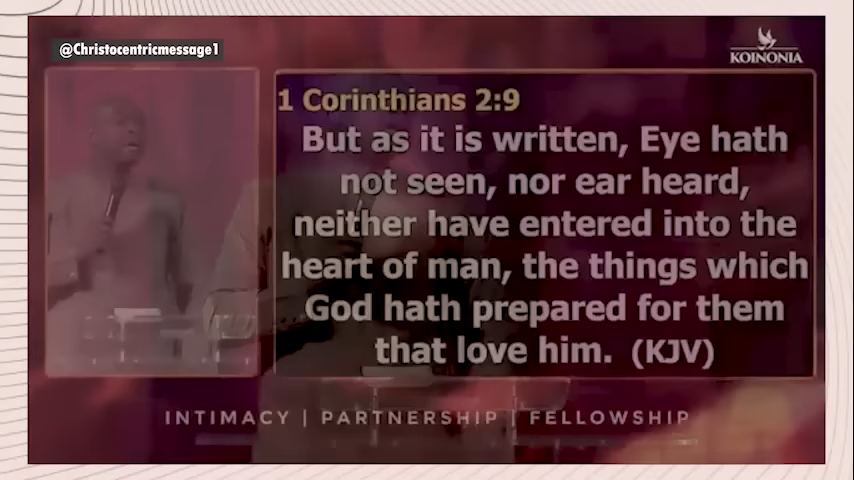 @Christocentricmessage1
KOINONIA
1 Corinthians 2:9
But as it is written, Eye hath
not seen, nor ear heard,
neither have entered into the
heart of man, the things which
God hath prepared for them
that love him. (KJV)
INTIMACY | PARTNERSHIP | FELLOWSHIP